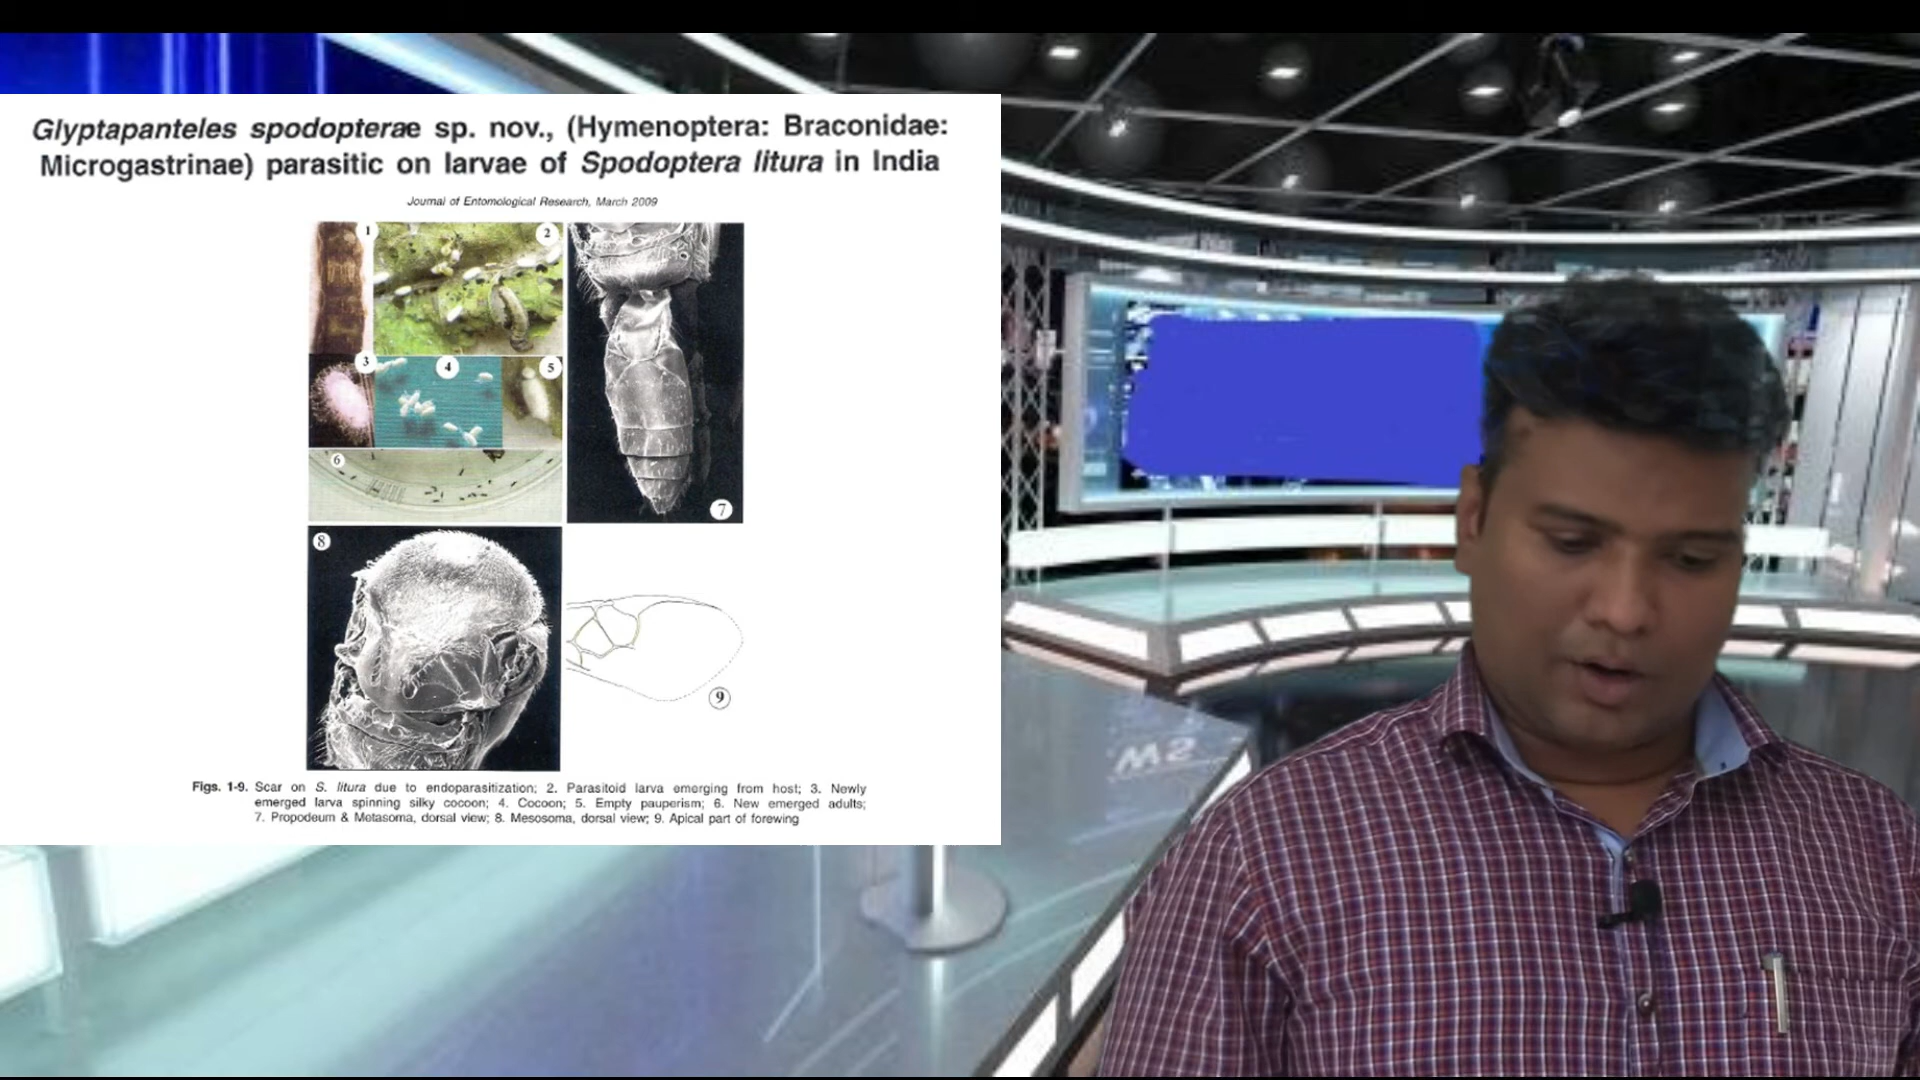 Glyptapanteles spodopterae sp. nov., (Hymenoptera: Braconidae:
Microgastrinae) parasitic on larvae of Spodoptera litura in India
Journal of Entomological Research, March 2009
1
2
3
4
5
6
7
8
9
Figs. 1-9. Scar on S. litura due to endoparasitization; 2. Parasitoid larva emerging from host; 3. Newly
emerged larva spinning silky cocoon; 4. Cocoon; 5. Empty pauperism; 6. New emerged adults;
7. Propodeum & Metasoma, dorsal view; 8. Mesosoma, dorsal view; 9. Apical part of forewing